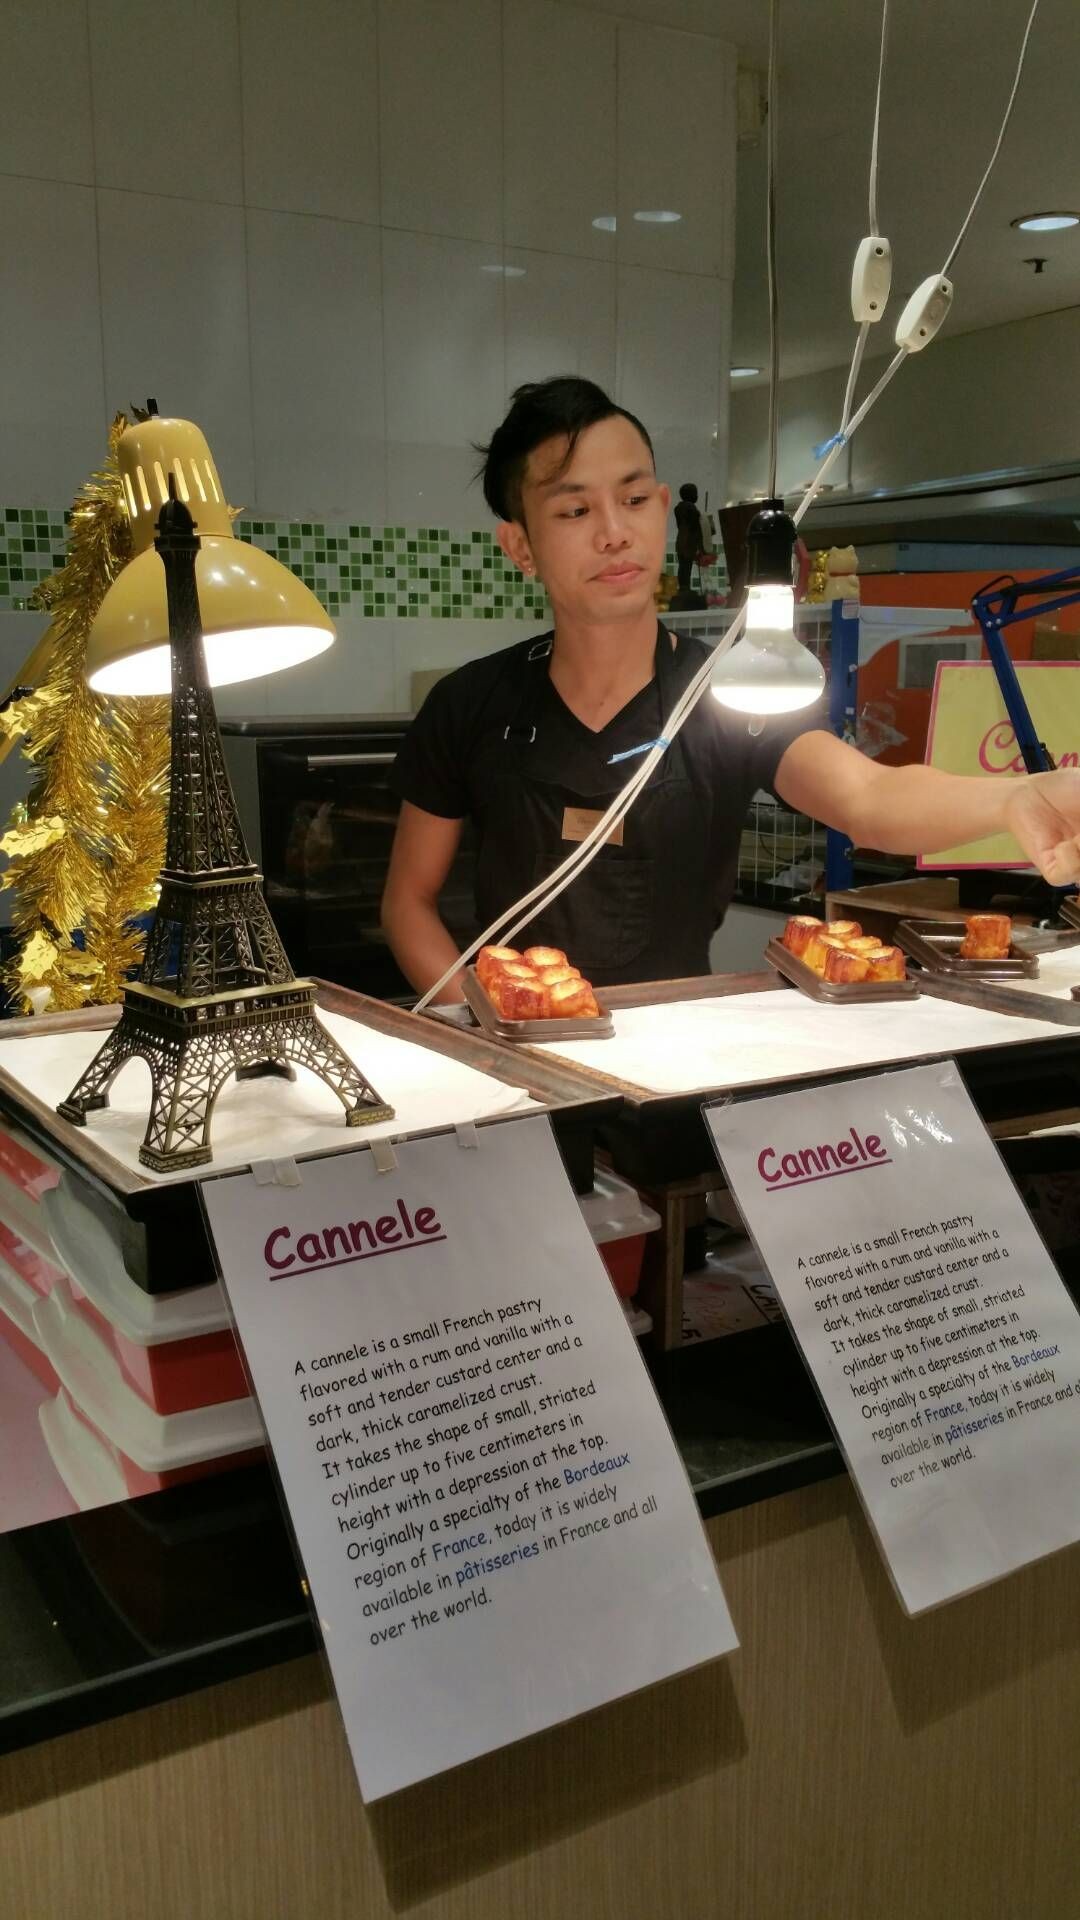 Cannele
A cannele is a small French pastry
flavored with a rum and vanilla with a
soft and tender custard center and a
dark, thick caramelized crust.
It takes the shape of small, striated
cylinder up to five centimeters in
height with a depression at the top.
Originally a specialty of the Bordeaux
region of France, today it is widely
available in pâtisseries in France and all
over the world.
Cannele
A cannele is a small French pastry
flavored with a rum and vanilla with a
soft and tender custard center and a
dark, thick caramelized crust.
It takes the shape of small, striated
cylinder up to five centimeters in
height with a depression at the top.
Originally a specialty of the Bordeaux
region of France, today it is widely
available in pâtisseries in France and
over the world.